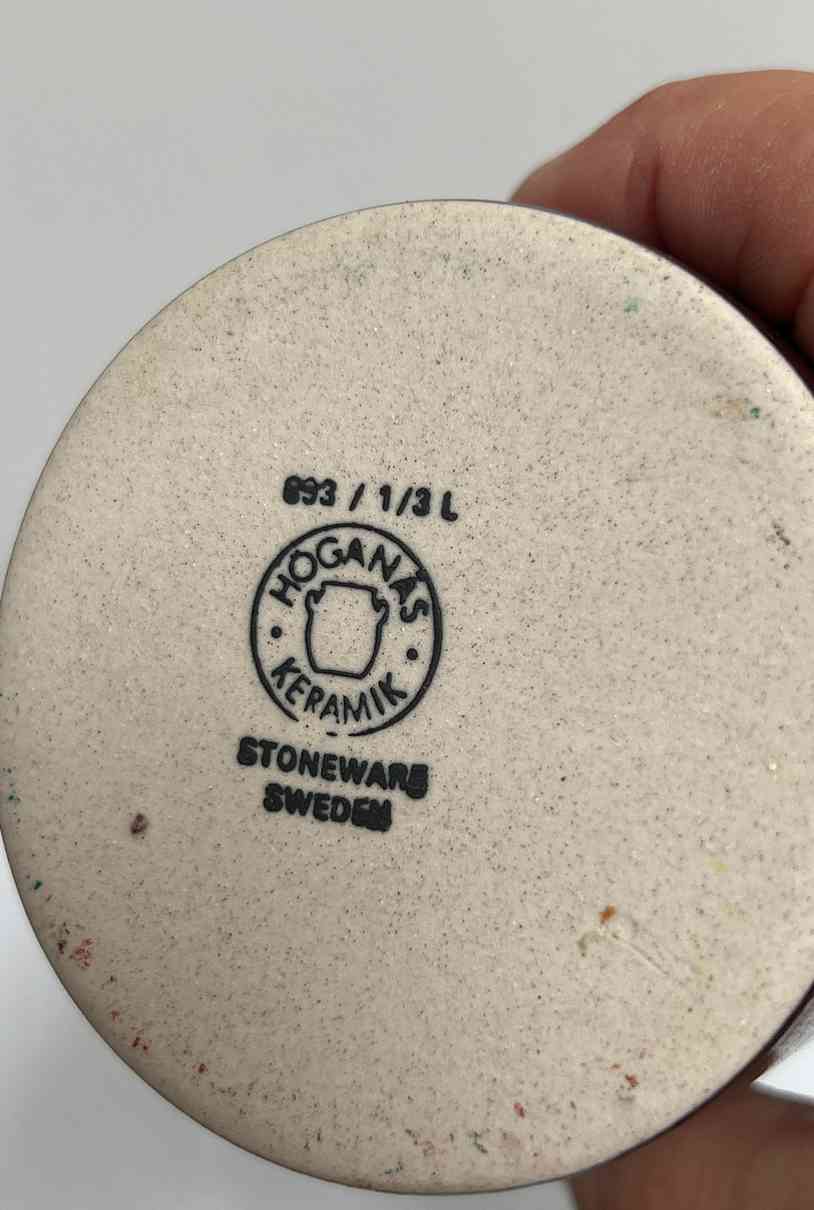 893 / 1/3 L
HÖGANÄS
KERAMIK
STONEWARE
SWEDEN